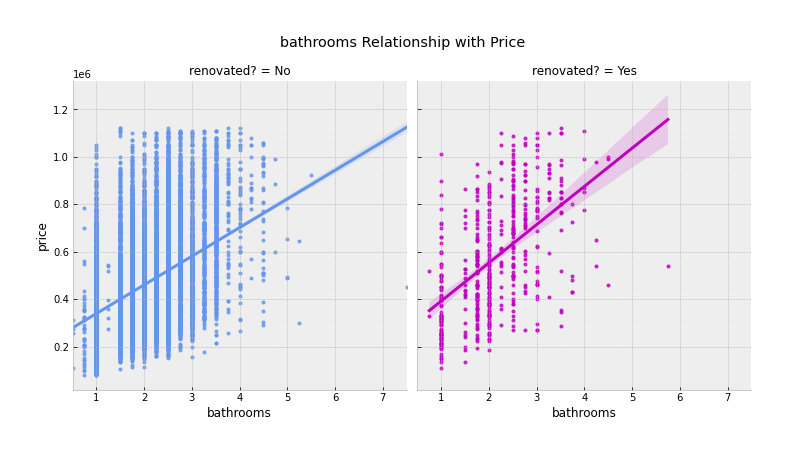 bathrooms Relationship with Price
renovated? = No
renovated? = Yes
1e6
1.2
1.0
0.8
0.6
0.4
0.2
price
1 2 3 4 5 6 7
1 2 3 4 5 6 7
bathrooms
bathrooms